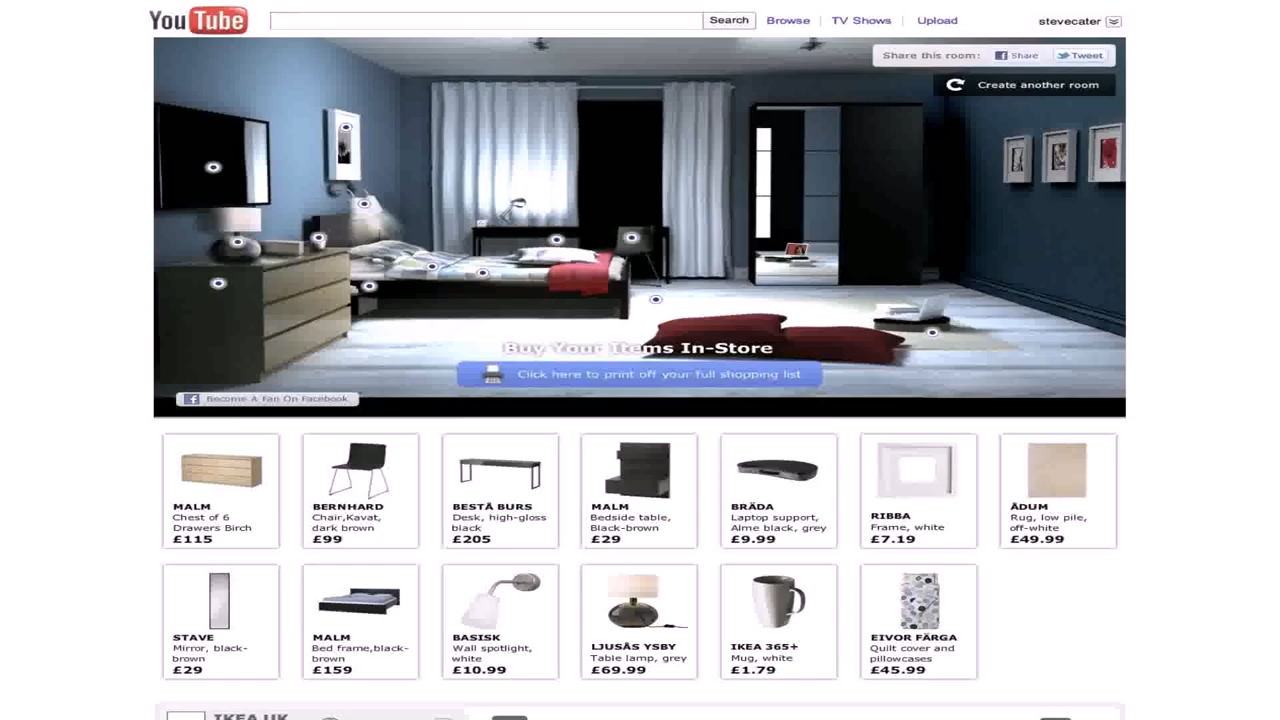 You Tube
Search
Browse
TV Shows
Upload
stevecater
Share this room:
Share
Tweet
Create another room
Buy Your Items In-Store
Click here to print off your full shopping list
Become A Fan On Facebook
MALM
Chest of 6
Drawers Birch
£115
BERNHARD
Chair,Kavat,
dark brown
£99
BESTÅ BURS
Desk, high-gloss
black
£205
MALM
Bedside table,
Black-brown
£29
BRÄDA
Laptop support,
Alme black, grey
£9.99
RIBBA
Frame, white
£7.19
ÅDUM
Rug, low pile,
off-white
£49.99
STAVE
Mirror, black-
brown
£29
MALM
Bed frame,black-
brown
£159
BASISK
Wall spotlight,
white
£10.99
LJUSÅS YSBY
Table lamp, grey
£69.99
IKEA 365+
Mug, white
£1.79
EIVOR FÄRGA
Quilt cover and
pillowcases
£45.99
IKEA UK